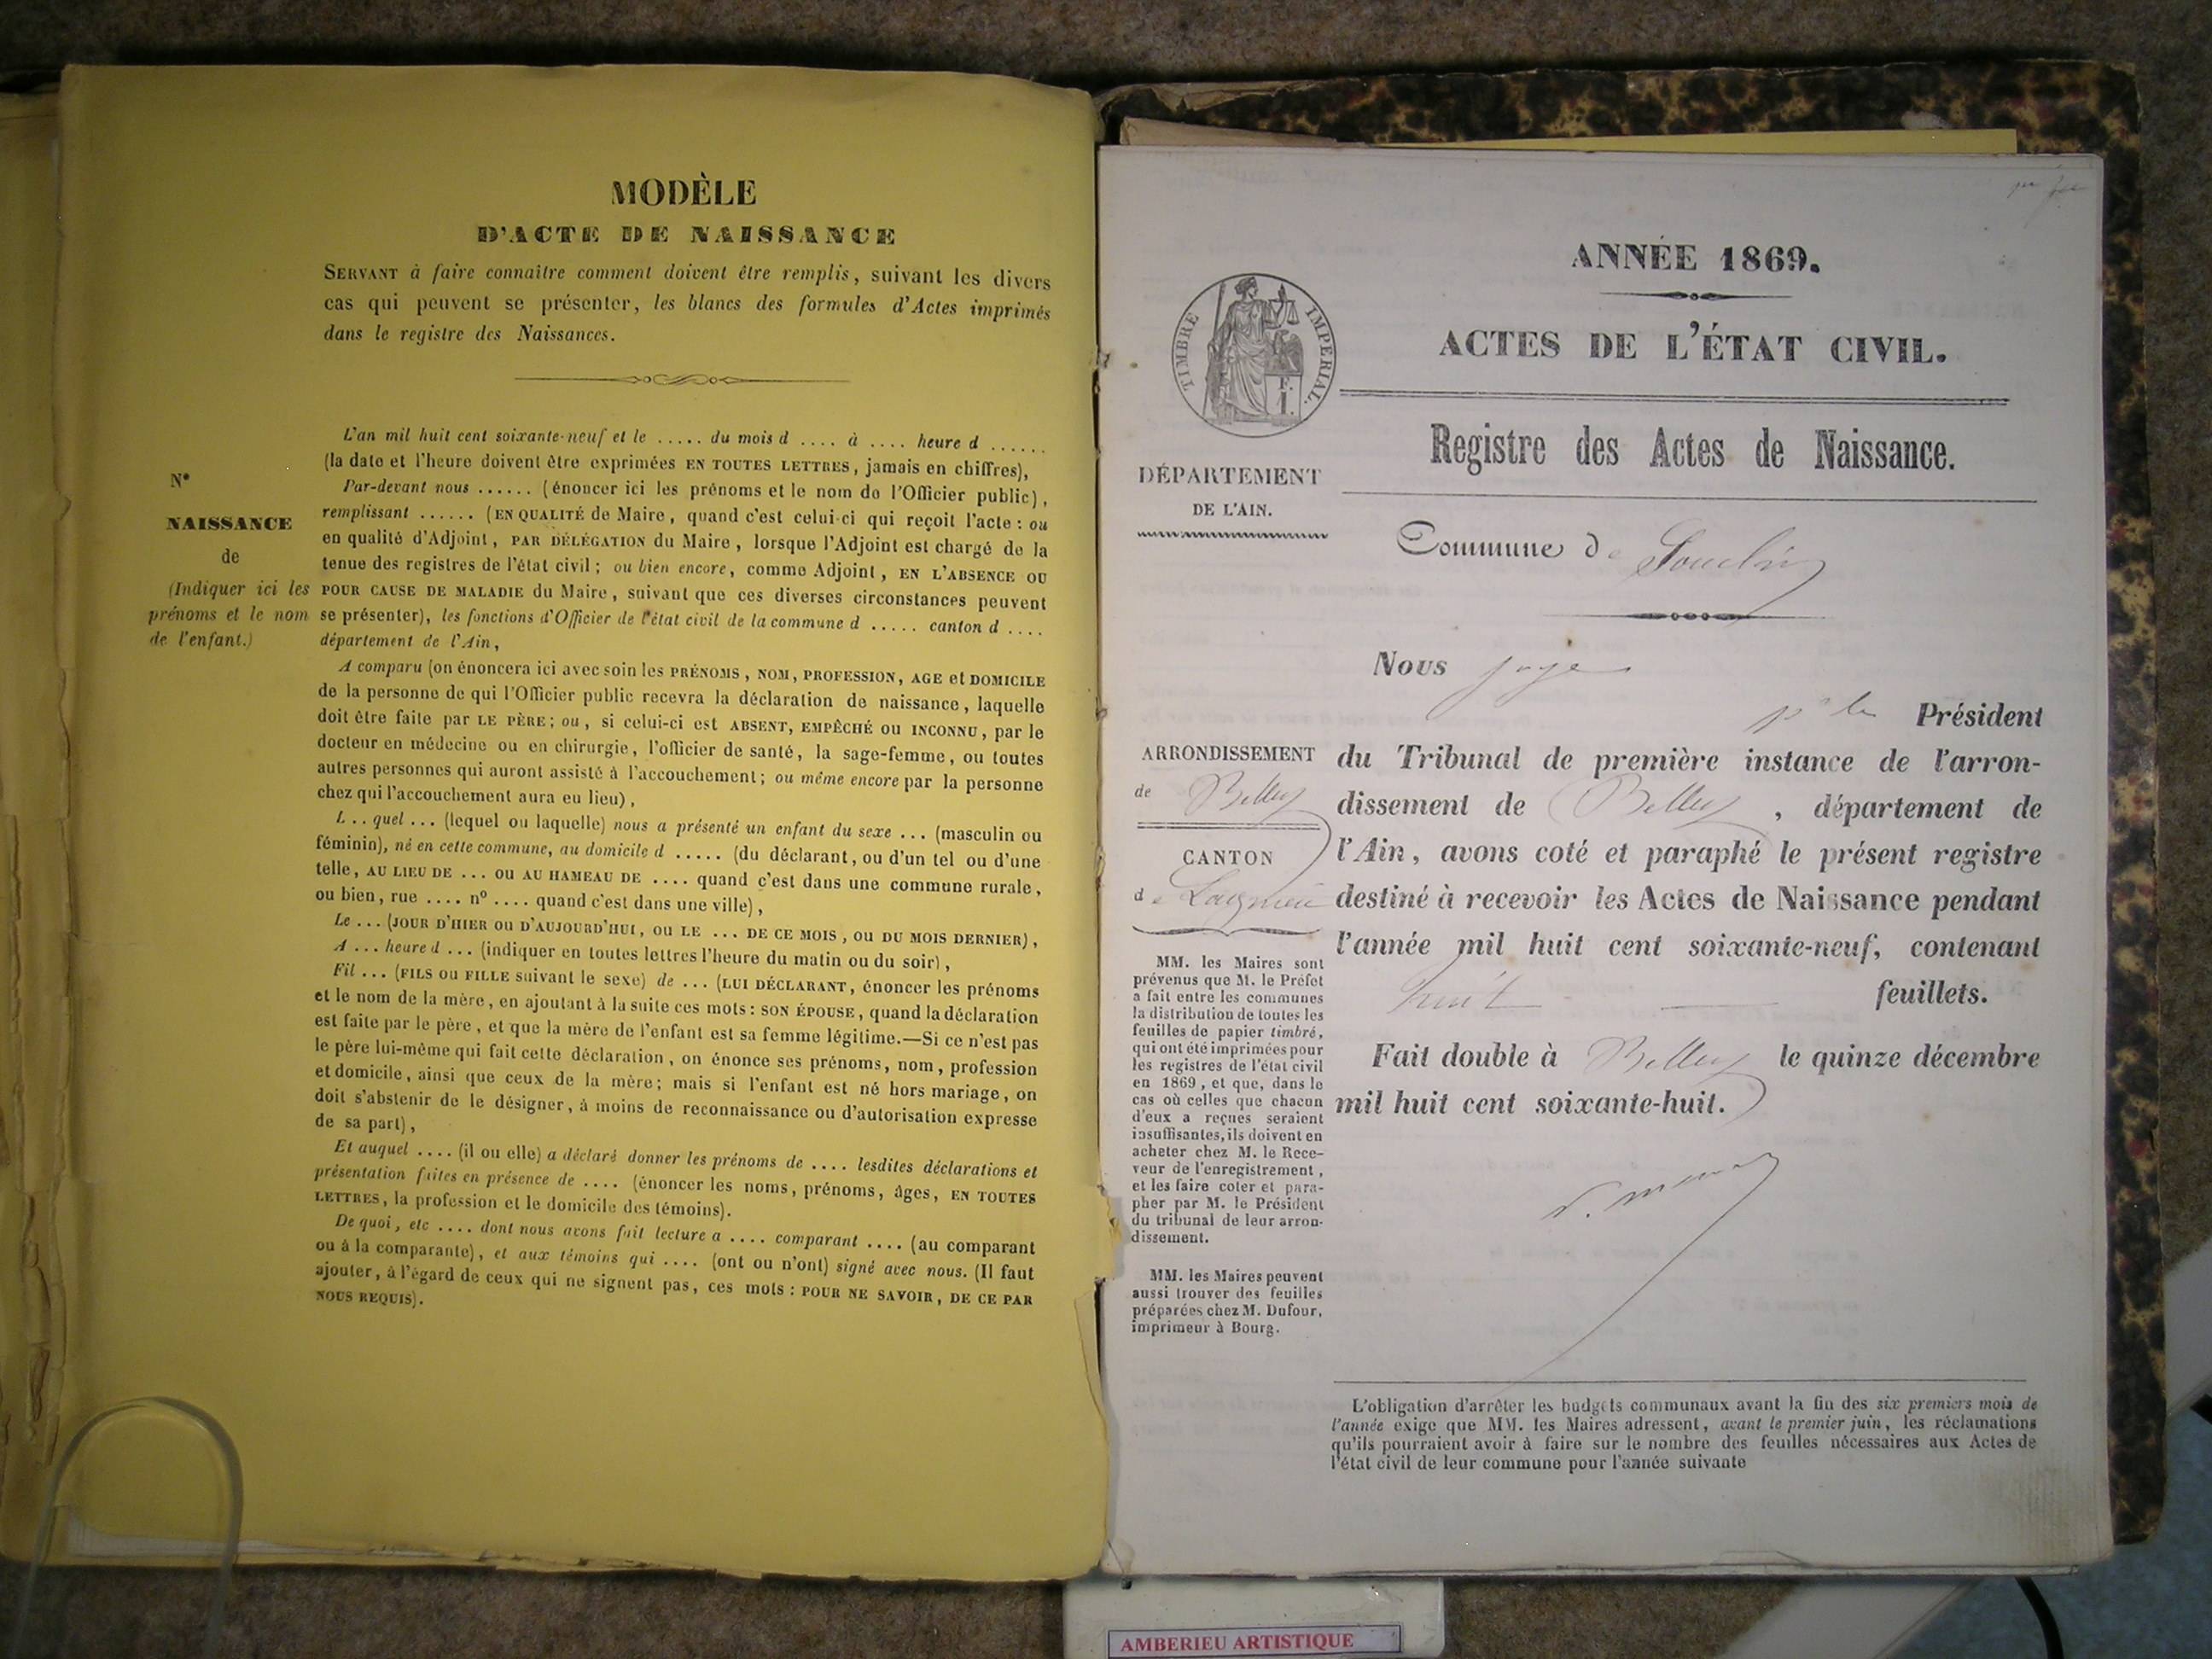 MODÈLE
D'ACTE DE NAISSANCE
SERVANT à faire connaître comment doivent être remplis, suivant les divers
cas qui peuvent se présenter, les blancs des formules d'Actes imprimés
dans le registre des Naissances.
N°
NAISSANCE
de
(Indiquer ici les
prénoms et le nom
de l'enfant.)
L'an mil huit cent soixante-neuf et le ..... du mois d .... à .... heure d ......
(la date et l'heure doivent être exprimées EN TOUTES LETTRES, jamais en chiffres),
Par-devant nous ...... (énoncer ici les prénoms et le nom de l'Officier public),
remplissant ...... (EN QUALITÉ de Maire, quand c'est celui-ci qui reçoit l'acte : ou
en qualité d'Adjoint, PAR DÉLÉGATION du Maire, lorsque l'Adjoint est chargé de la
tenue des registres de l'état civil; ou bien encore, comme Adjoint, EN L'ABSENCE OU
POUR CAUSE DE MALADIE du Maire, suivant que ces diverses circonstances peuvent
se présenter), les fonctions d'Officier de l'état civil de la commune d ..... canton d ....
département de l'Ain,
A comparu (on énoncera ici avec soin les PRÉNOMS, NOM, PROFESSION, AGE et DOMICILE
de la personne de qui l'Officier public recevra la déclaration de naissance, laquelle
doit être faite par LE PÈRE; ou, si celui-ci est ABSENT, EMPÊCHÉ OU INCONNU, par le
docteur en médecine ou en chirurgie, l'officier de santé, la sage-femme, ou toutes
autres personnes qui auront assisté à l'accouchement; ou même encore par la personne
chez qui l'accouchement aura eu lieu),
L .. quel ... (lequel ou laquelle) nous a présenté un enfant du sexe ... (masculin ou
féminin), né en cette commune, au domicile d ..... (du déclarant, ou d'un tel ou d'une
telle, AU LIEU DE ... OU AU HAMEAU DE .... quand c'est dans une commune rurale,
ou bien, rue .... n° .... quand c'est dans une ville),
Le ... (JOUR D'HIER OU D'AUJOURD'HUI, OU LE ... DE CE MOIS, OU DU MOIS DERNIER),
A ... heure d ... (indiquer en toutes lettres l'heure du matin ou du soir),
Fil ... (FILS OU FILLE suivant le sexe) de ... (LUI DÉCLARANT, énoncer les prénoms
et le nom de la mère, en ajoutant à la suite ces mots : SON ÉPOUSE, quand la déclaration
est faite par le père, et que la mère de l'enfant est sa femme légitime.—Si ce n'est pas
le père lui-même qui fait cette déclaration, on énonce ses prénoms, nom, profession
et domicile, ainsi que ceux de la mère; mais si l'enfant est né hors mariage, on
doit s'abstenir de le désigner, à moins de reconnaissance ou d'autorisation expresse
de sa part),
Et auquel .... (il ou elle) a déclaré donner les prénoms de .... lesdites déclarations et
présentation faites en présence de .... (énoncer les noms, prénoms, âges, EN TOUTES
LETTRES, la profession et le domicile des témoins).
De quoi, etc .... dont nous avons fait lecture a .... comparant .... (au comparant
ou à la comparante), et aux témoins qui .... (ont ou n'ont) signé avec nous. (Il faut
ajouter, à l'égard de ceux qui ne signent pas, ces mots : POUR NE SAVOIR, DE CE PAR
NOUS REQUIS).
ANNÉE 1869.
TIMBRE IMPÉRIAL.
ACTES DE L'ÉTAT CIVIL.
Registre des Actes de Naissance.
DÉPARTEMENT
DE L'AIN.
Commune de Souclin
Nous juge
pr le Président
du Tribunal de première instance de l'arron-
dissement de Belley, département de
l'Ain, avons coté et paraphé le présent registre
destiné à recevoir les Actes de Naissance pendant
l'année mil huit cent soixante-neuf, contenant
huit feuillets.
Fait double à Belley le quinze décembre
mil huit cent soixante-huit.
ARRONDISSEMENT
de Belley
CANTON
de Lagnieu
MM. les Maires sont
prévenus que M. le Préfet
a fait entre les communes
la distribution de toutes les
feuilles de papier timbré,
qui ont été imprimées pour
les registres de l'état civil
en 1869, et que, dans le
cas où celles que chacun
d'eux a reçues seraient
insuffisantes, ils doivent en
acheter chez M. le Rece-
veur de l'enregistrement,
et les faire coter et para-
pher par M. le Président
du tribunal de leur arron-
dissement.
MM. les Maires peuvent
aussi trouver des feuilles
préparées chez M. Dufour,
imprimeur à Bourg.
L'obligation d'arrêter les budgets communaux avant la fin des six premiers mois de
l'année exige que MM. les Maires adressent, avant le premier juin, les réclamations
qu'ils pourraient avoir à faire sur le nombre des feuilles nécessaires aux Actes de
l'état civil de leur commune pour l'année suivante
AMBERIEU ARTISTIQUE